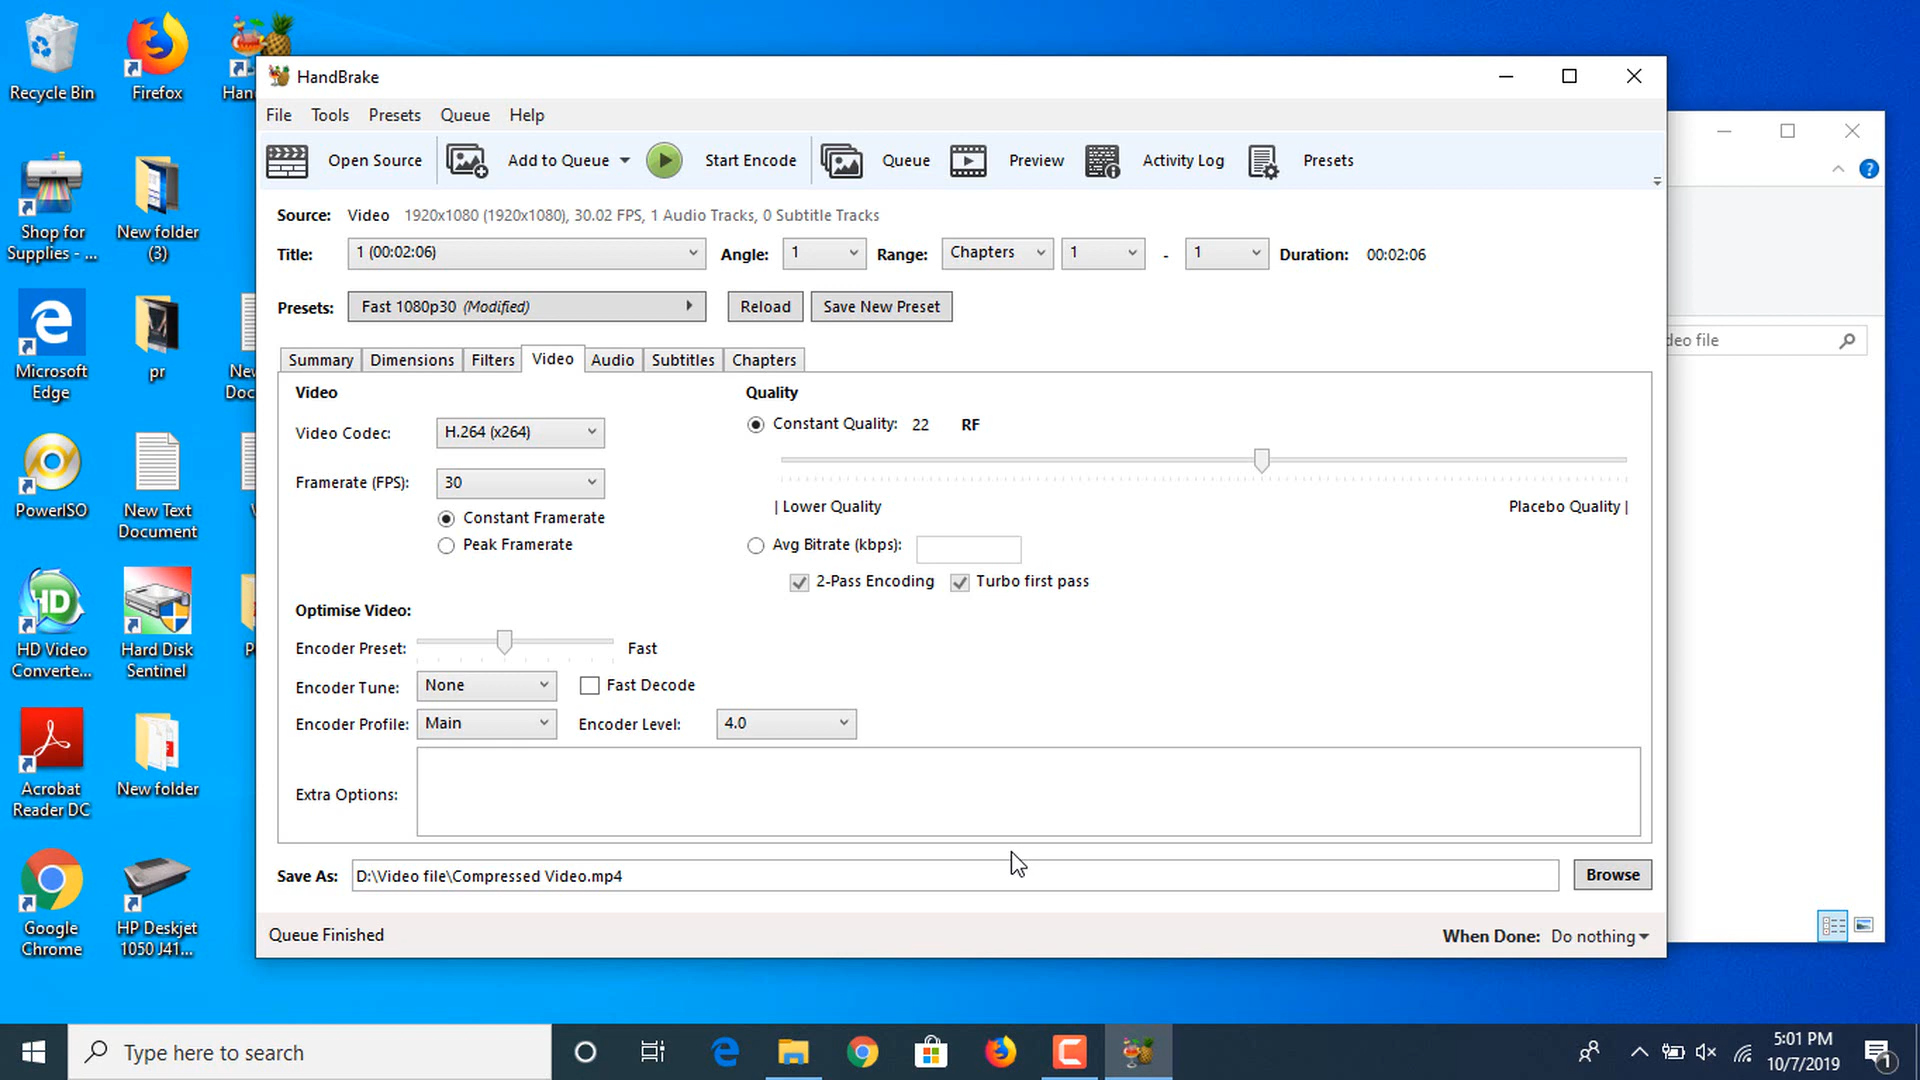 Recycle Bin
Firefox
Han
Shop for
Supplies - ...
New folder
(3)
Microsoft
Edge
pr
New
Doc
PowerISO
New Text
Document
HD Video
Converte...
Hard Disk
Sentinel
P
Acrobat
Reader DC
New folder
Google
Chrome
HP Deskjet
1050 J41...
HandBrake
File Tools Presets Queue Help
Open Source Add to Queue Start Encode Queue Preview Activity Log Presets
Source: Video 1920x1080 (1920x1080), 30.02 FPS, 1 Audio Tracks, 0 Subtitle Tracks
Title: 1 (00:02:06) Angle: 1 Range: Chapters 1 - 1 Duration: 00:02:06
Presets: Fast 1080p30 (Modified) Reload Save New Preset
Summary Dimensions Filters Video Audio Subtitles Chapters
Video
Video Codec: H.264 (x264)
Framerate (FPS): 30
Constant Framerate
Peak Framerate
Quality
Constant Quality: 22 RF
| Lower Quality Placebo Quality |
Avg Bitrate (kbps):
2-Pass Encoding Turbo first pass
Optimise Video:
Encoder Preset: Fast
Encoder Tune: None Fast Decode
Encoder Profile: Main Encoder Level: 4.0
Extra Options:
Save As: D:\Video file\Compressed Video.mp4 Browse
Queue Finished When Done: Do nothing
deo file
Type here to search
5:01 PM
10/7/2019
1